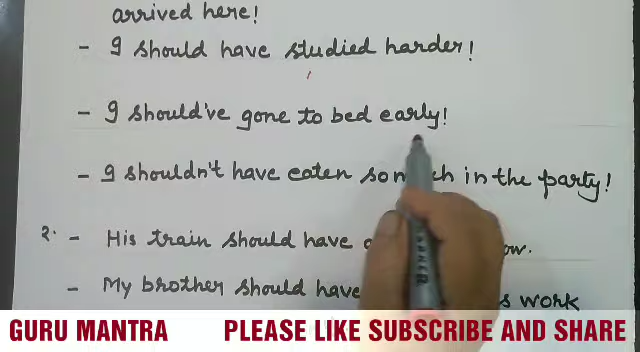 arrived here!
- I should have studied harder!
- I should've gone to bed early!
- I shouldn't have eaten so in the party!
2. - His train should have
- My brother should have work
GURU MANTRA PLEASE LIKE SUBSCRIBE AND SHARE